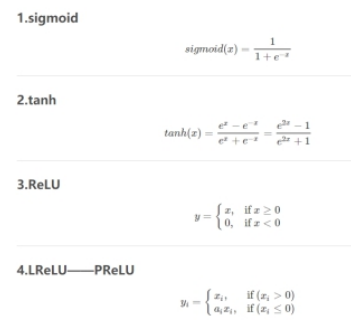 1.sigmoid
sigmoid(x) = 1 / (1 + e^{-x})
2.tanh
tanh(x) = (e^x − e^{-x}) / (e^x + e^{-x}) = (e^{2x} − 1) / (e^{2x} + 1)
3.ReLU
y = { x, if x ≥ 0
0, if x < 0
4.LReLU——PReLU
y_i = { x_i, if (x_i > 0)
a_i x_i, if (x_i ≤ 0)